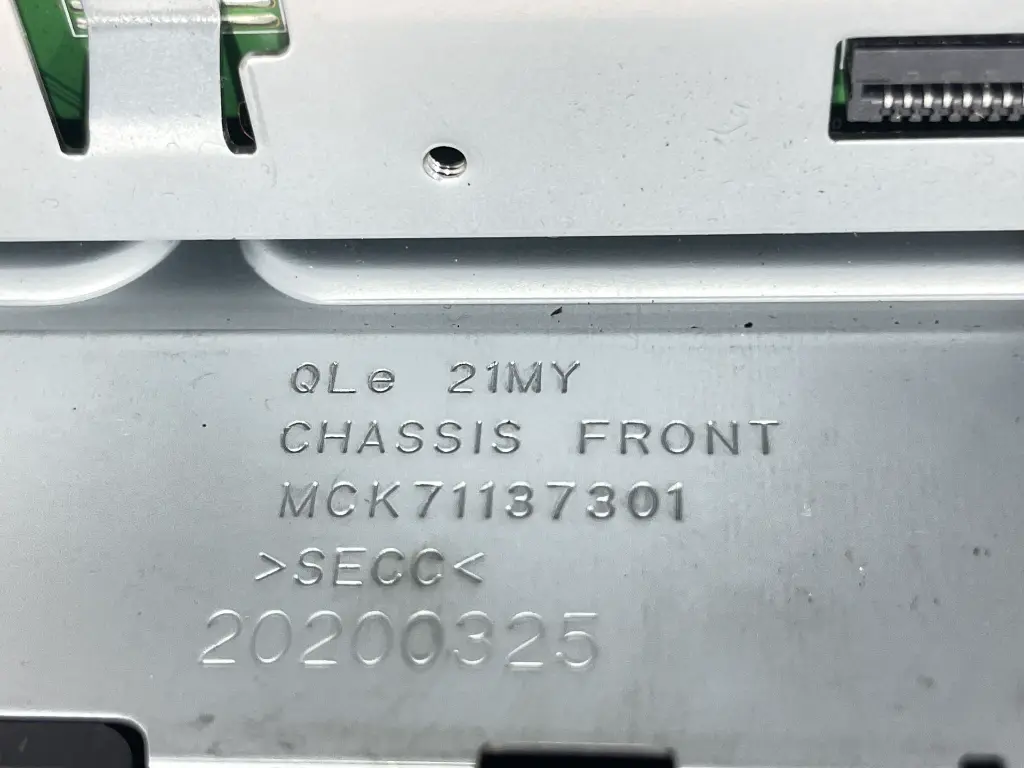 QLe 21MY
CHASSIS FRONT
MCK71137301
>SECC<
20200325